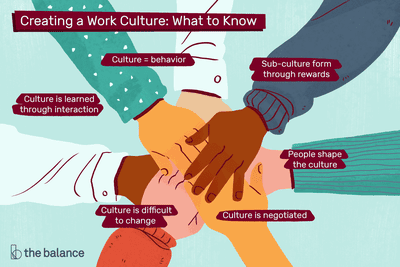 Creating a Work Culture: What to Know
Culture = behavior
Sub-culture form
through rewards
Culture is learned
through interaction
People shape
the culture
Culture is difficult
to change
Culture is negotiated
the balance